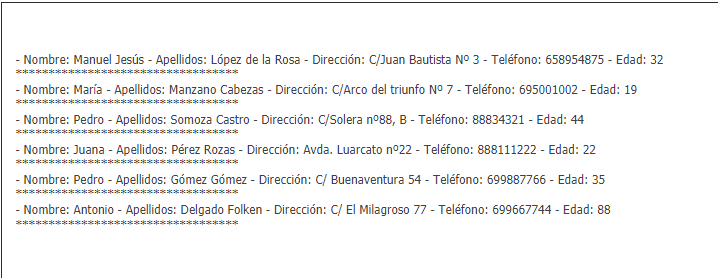 - Nombre: Manuel Jesús - Apellidos: López de la Rosa - Dirección: C/Juan Bautista Nº 3 - Teléfono: 658954875 - Edad: 32
**********************************
- Nombre: María - Apellidos: Manzano Cabezas - Dirección: C/Arco del triunfo Nº 7 - Teléfono: 695001002 - Edad: 19
**********************************
- Nombre: Pedro - Apellidos: Somoza Castro - Dirección: C/Solera nº88, B - Teléfono: 88834321 - Edad: 44
**********************************
- Nombre: Juana - Apellidos: Pérez Rozas - Dirección: Avda. Luarcato nº22 - Teléfono: 888111222 - Edad: 22
**********************************
- Nombre: Pedro - Apellidos: Gómez Gómez - Dirección: C/ Buenaventura 54 - Teléfono: 699887766 - Edad: 35
**********************************
- Nombre: Antonio - Apellidos: Delgado Folken - Dirección: C/ El Milagroso 77 - Teléfono: 699667744 - Edad: 88
**********************************